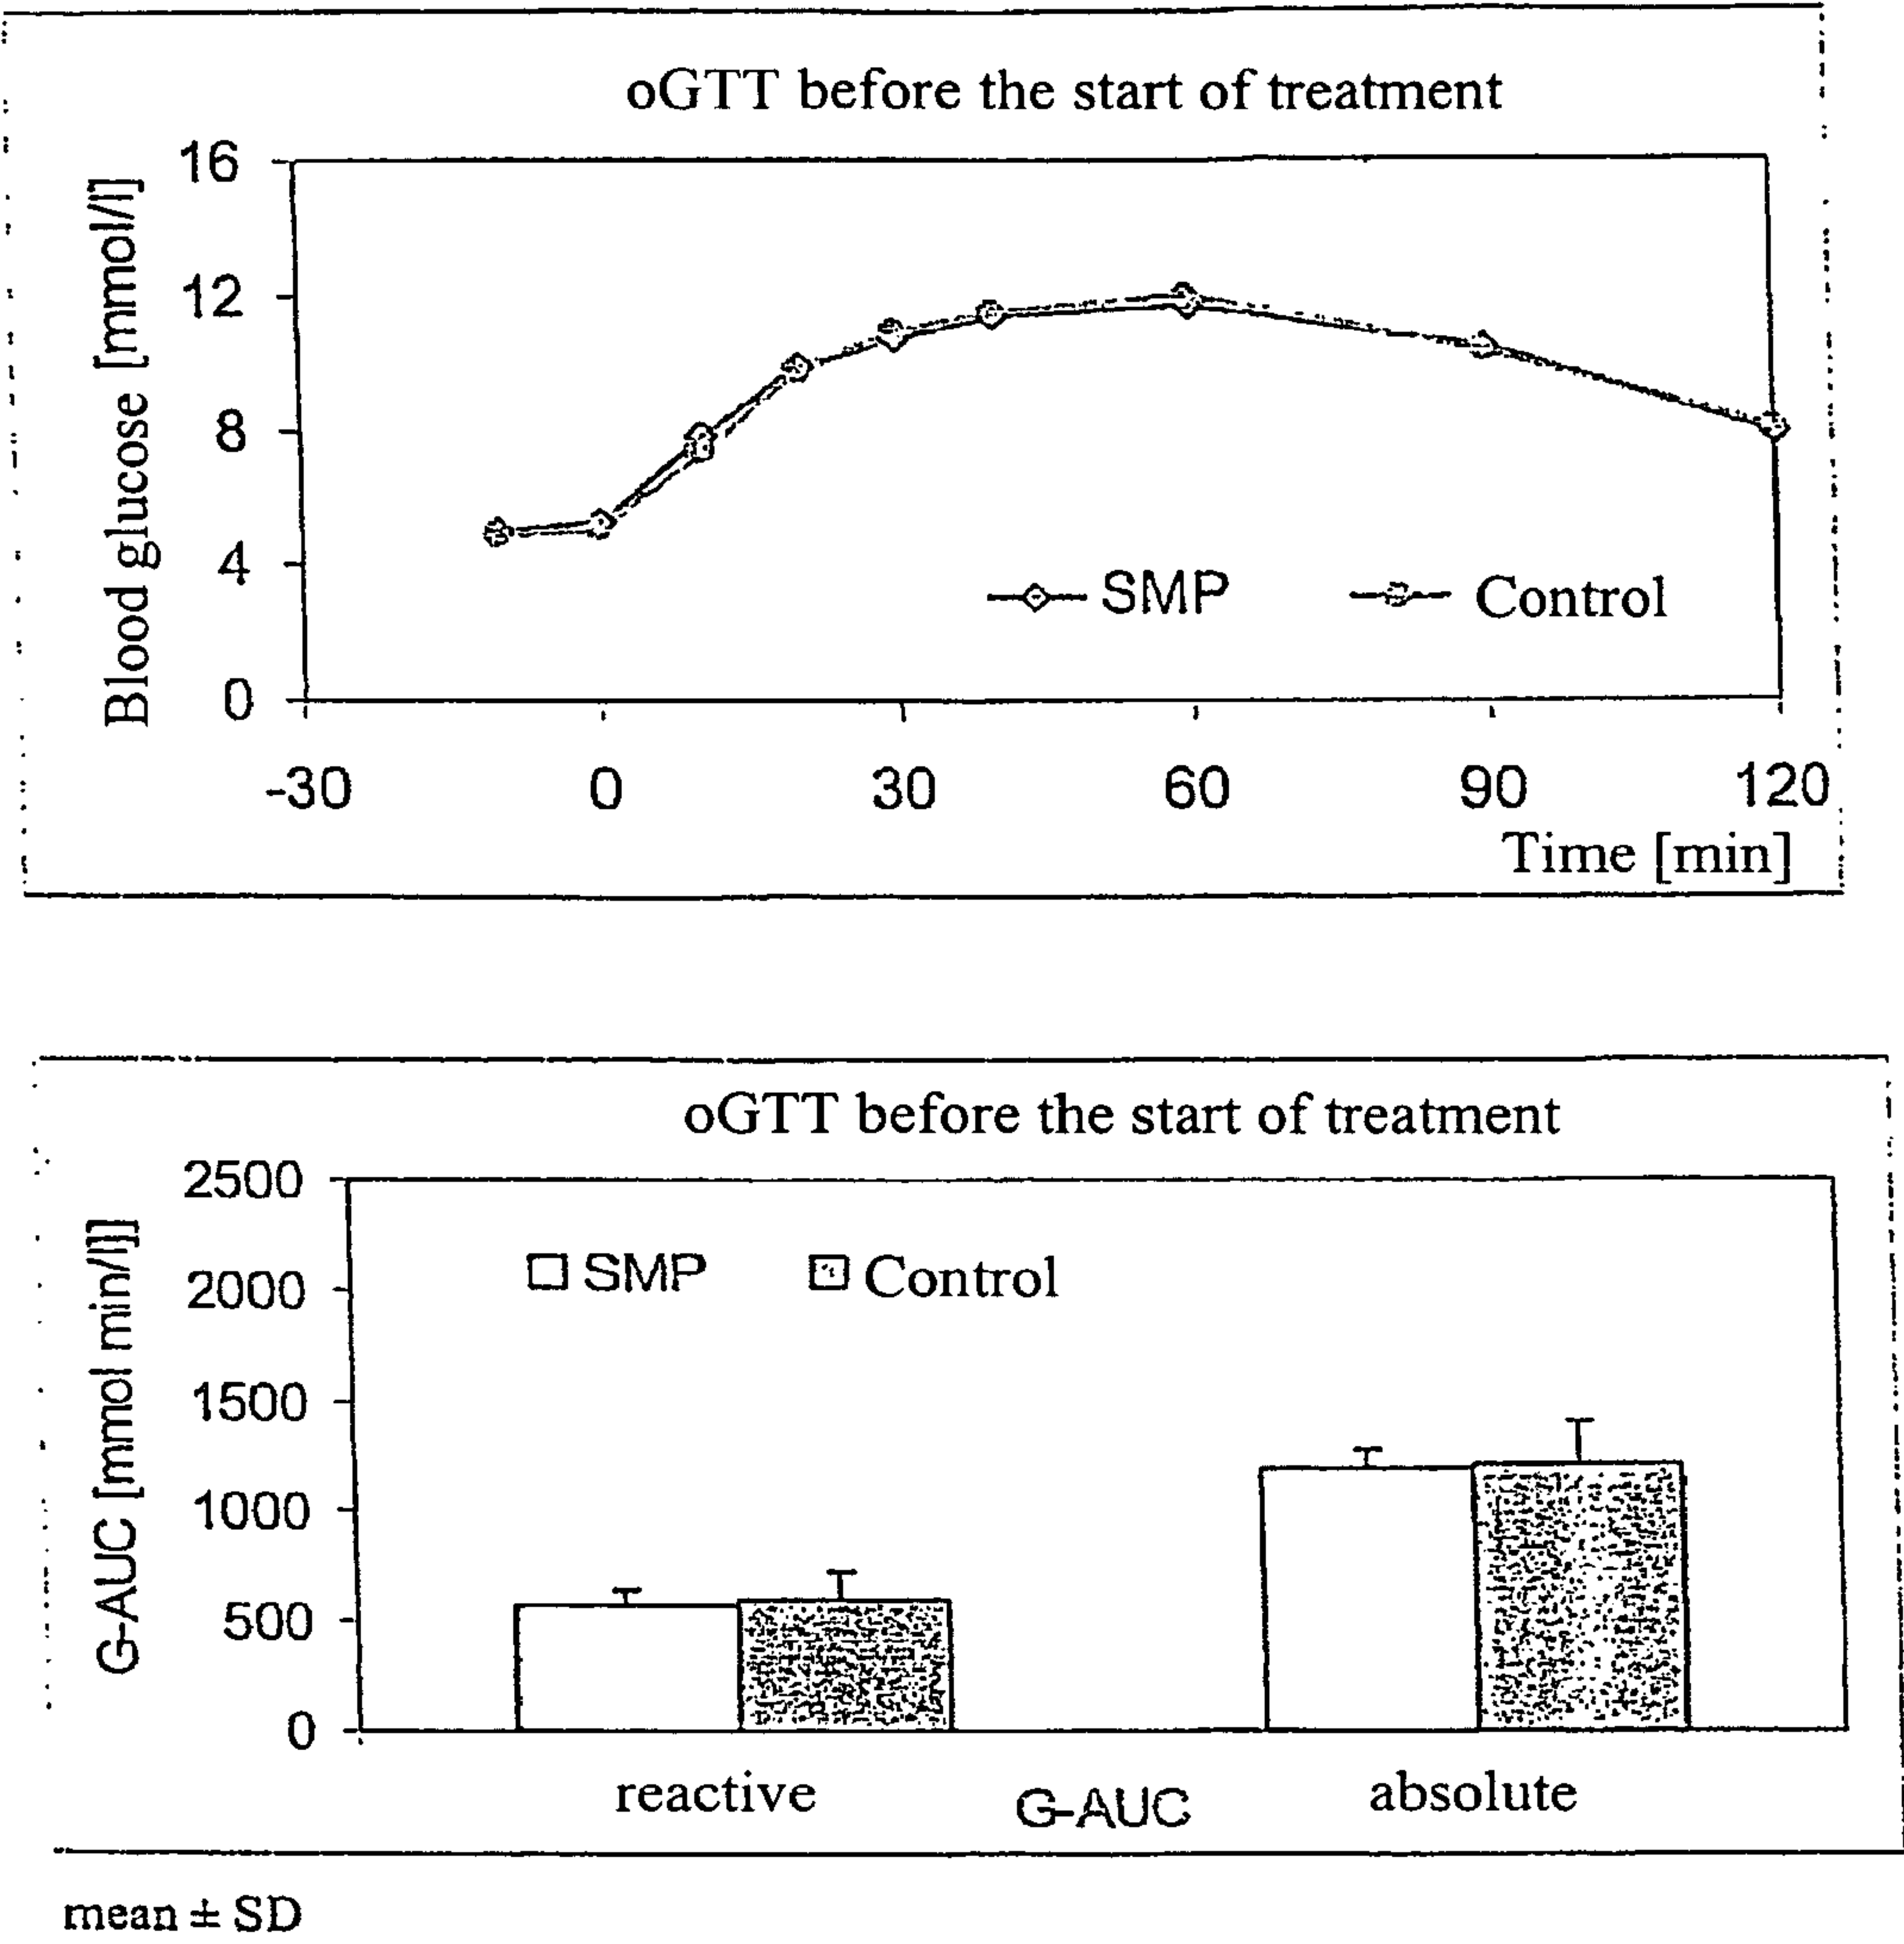 oGTT before the start of treatment
Blood glucose [mmol/l]
16
12
8
4
0
SMP
Control
-30 0 30 60 90 120
Time [min]
oGTT before the start of treatment
G-AUC [mmol min/l]]
2500
2000
1500
1000
500
0
SMP
Control
reactive G-AUC absolute
mean ± SD